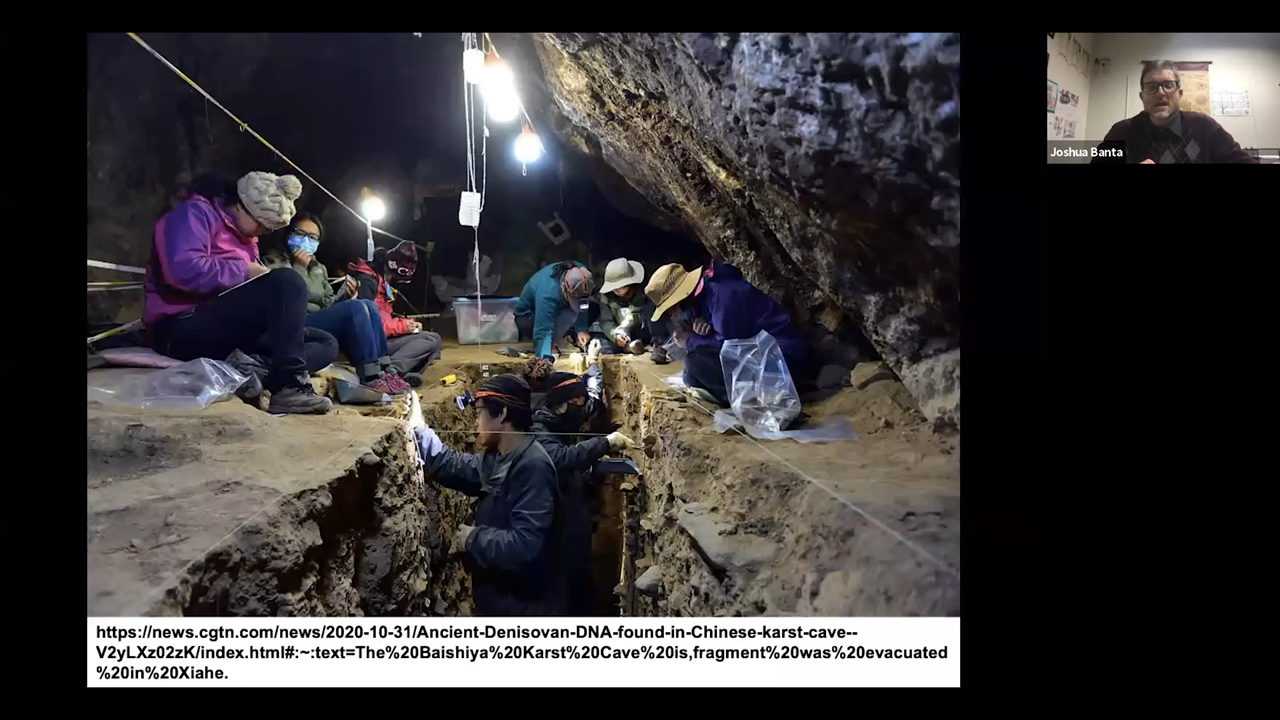 Joshua Banta
https://news.cgtn.com/news/2020-10-31/Ancient-Denisovan-DNA-found-in-Chinese-karst-cave--
V2yLXz02zK/index.html#:~:text=The%20Baishiya%20Karst%20Cave%20is,fragment%20was%20evacuated
%20in%20Xiahe.